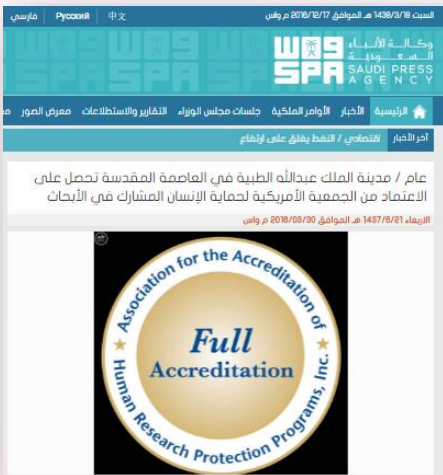 السبت 1438/3/18 هـ الموافق 2016/12/17 م واس
中文 Русский فارسي
وكالة الأنباء السعودية
واس
SPA
SAUDI PRESS
AGENCY
الرئيسية الأخبار الأوامر الملكية جلسات مجلس الوزراء التقارير والاستطلاعات معرض الصور
آخر الأخبار اقتصادي / النفط يغلق على ارتفاع
عام / مدينة الملك عبدالله الطبية في العاصمة المقدسة تحصل على
الاعتماد من الجمعية الأمريكية لحماية الإنسان المشارك في الأبحاث
الاربعاء 1437/6/21 هـ الموافق 2016/03/30 م واس
Association for the Accreditation of
Full
Accreditation
Human Research Protection Programs, Inc.